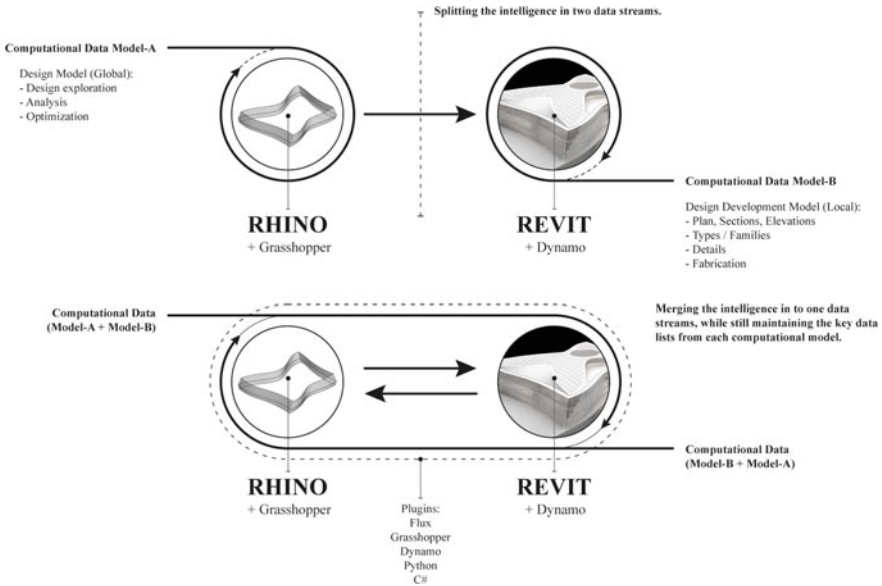 Splitting the intelligence in two data streams.
Computational Data Model-A
Design Model (Global):
- Design exploration
- Analysis
- Optimization
RHINO
+ Grasshopper
REVIT
+ Dynamo
Computational Data Model-B
Design Development Model (Local):
- Plan, Sections, Elevations
- Types / Families
- Details
- Fabrication
Computational Data
(Model-A + Model-B)
Merging the intelligence in to one data
streams, while still maintaining the key data
lists from each computational model.
RHINO
+ Grasshopper
REVIT
+ Dynamo
Computational Data
(Model-B + Model-A)
Plugins:
Flux
Grasshopper
Dynamo
Python
C#